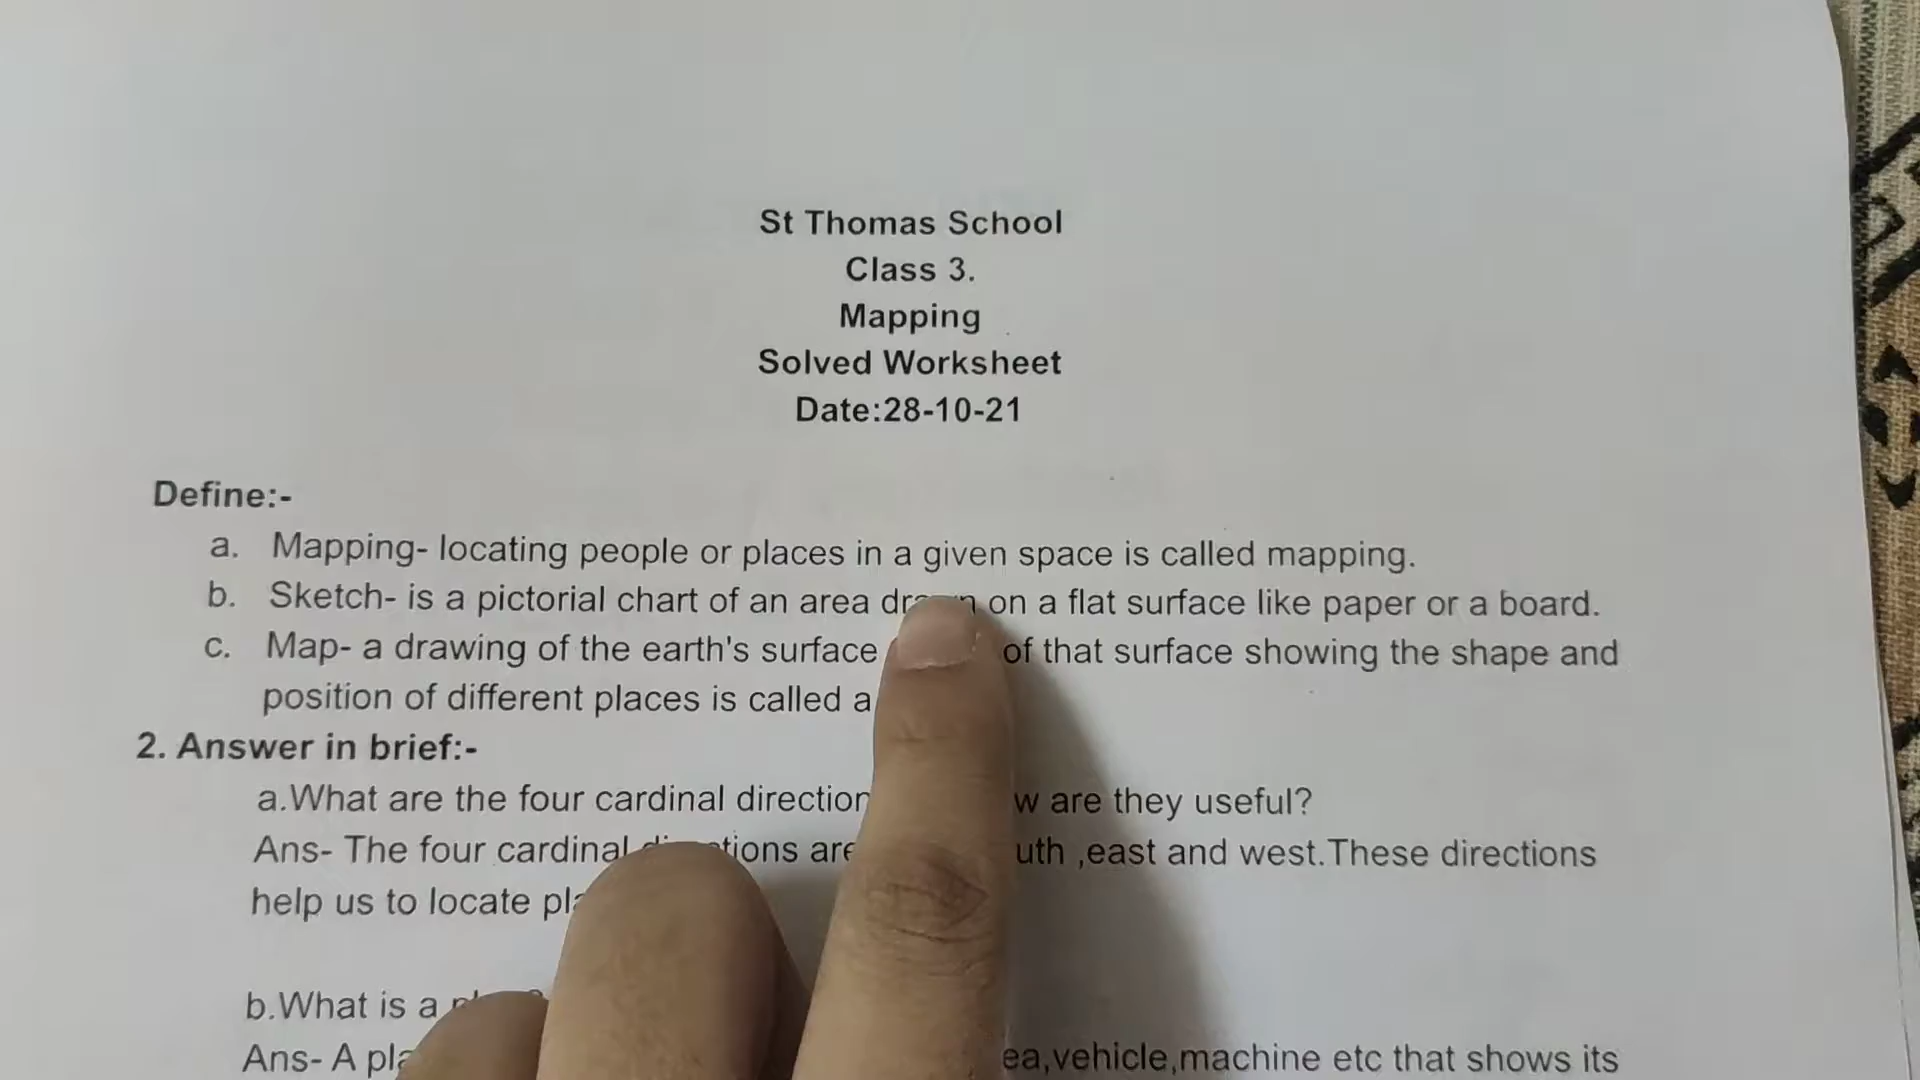 St Thomas School
Class 3.
Mapping
Solved Worksheet
Date:28-10-21
Define:-
a. Mapping- locating people or places in a given space is called mapping.
b. Sketch- is a pictorial chart of an area drawn on a flat surface like paper or a board.
c. Map- a drawing of the earth's surface of that surface showing the shape and
position of different places is called a
2. Answer in brief:-
a.What are the four cardinal are they useful?
Ans- The four cardinal directions are ,east and west.These directions
help us to locate
b.What is a
Ans- A ,vehicle,machine etc that shows its